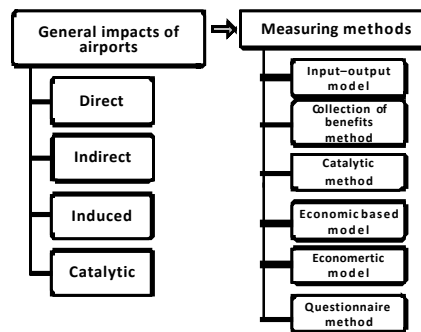 General impacts of
airports
Direct
Indirect
Induced
Catalytic
Measuring methods
Input–output
model
Collection of
benefits
method
Catalytic
method
Economic based
model
Economertic
model
Questionnaire
method